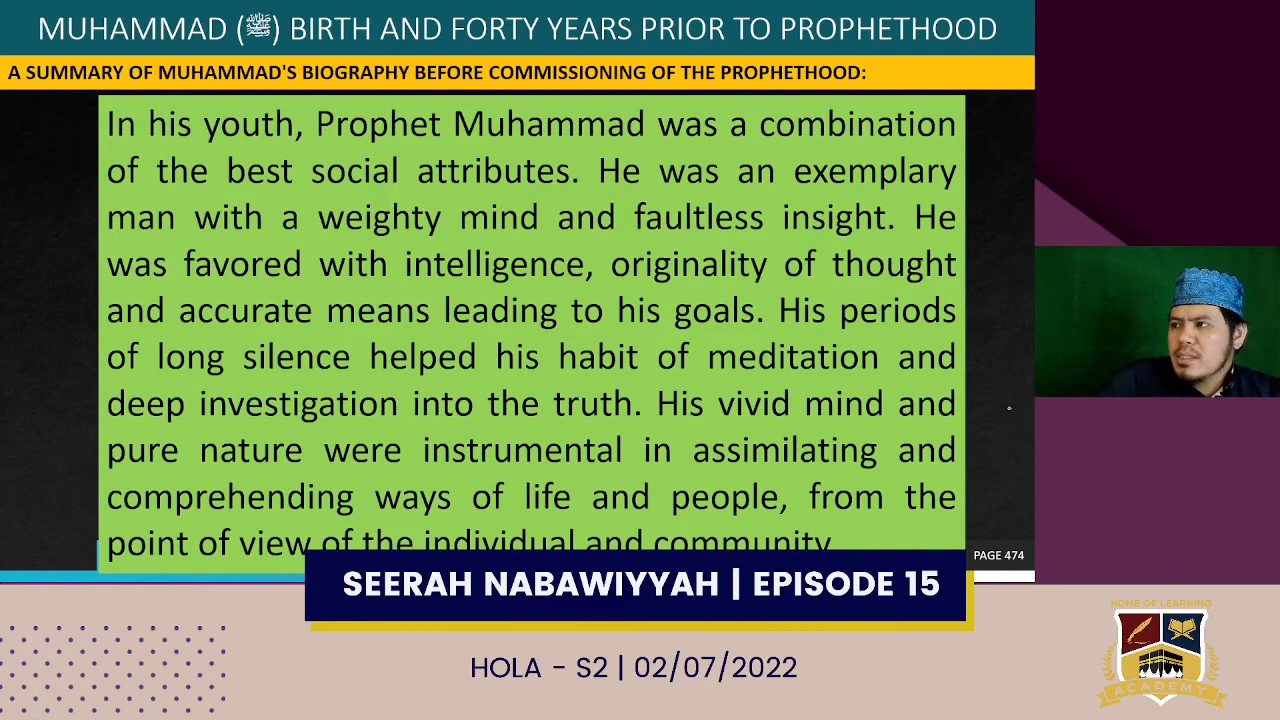 MUHAMMAD (ﷺ) BIRTH AND FORTY YEARS PRIOR TO PROPHETHOOD
A SUMMARY OF MUHAMMAD'S BIOGRAPHY BEFORE COMMISSIONING OF THE PROPHETHOOD:
In his youth, Prophet Muhammad was a combination
of the best social attributes. He was an exemplary
man with a weighty mind and faultless insight. He
was favored with intelligence, originality of thought
and accurate means leading to his goals. His periods
of long silence helped his habit of meditation and
deep investigation into the truth. His vivid mind and
pure nature were instrumental in assimilating and
comprehending ways of life and people, from the
point of view of the individual and community.
PAGE 474
SEERAH NABAWIYYAH | EPISODE 15
HOLA - S2 | 02/07/2022
HOME OF LEARNING
ACADEMY